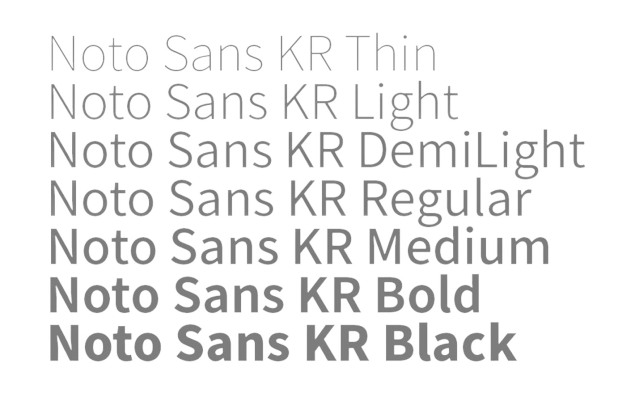 Noto Sans KR Thin
Noto Sans KR Light
Noto Sans KR DemiLight
Noto Sans KR Regular
Noto Sans KR Medium
Noto Sans KR Bold
Noto Sans KR Black